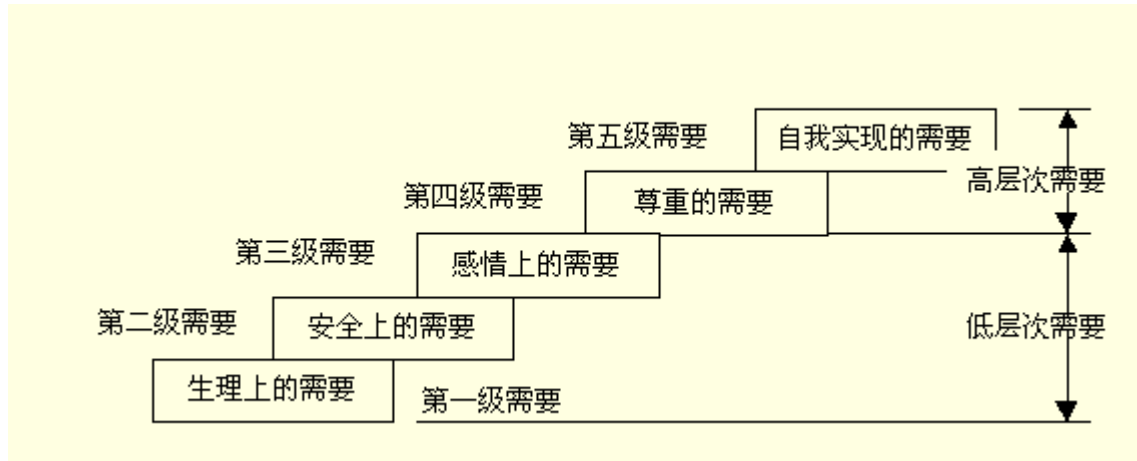 第五级需要
自我实现的需要
高层次需要
第四级需要
尊重的需要
第三级需要
感情上的需要
第二级需要
安全上的需要
低层次需要
生理上的需要
第一级需要